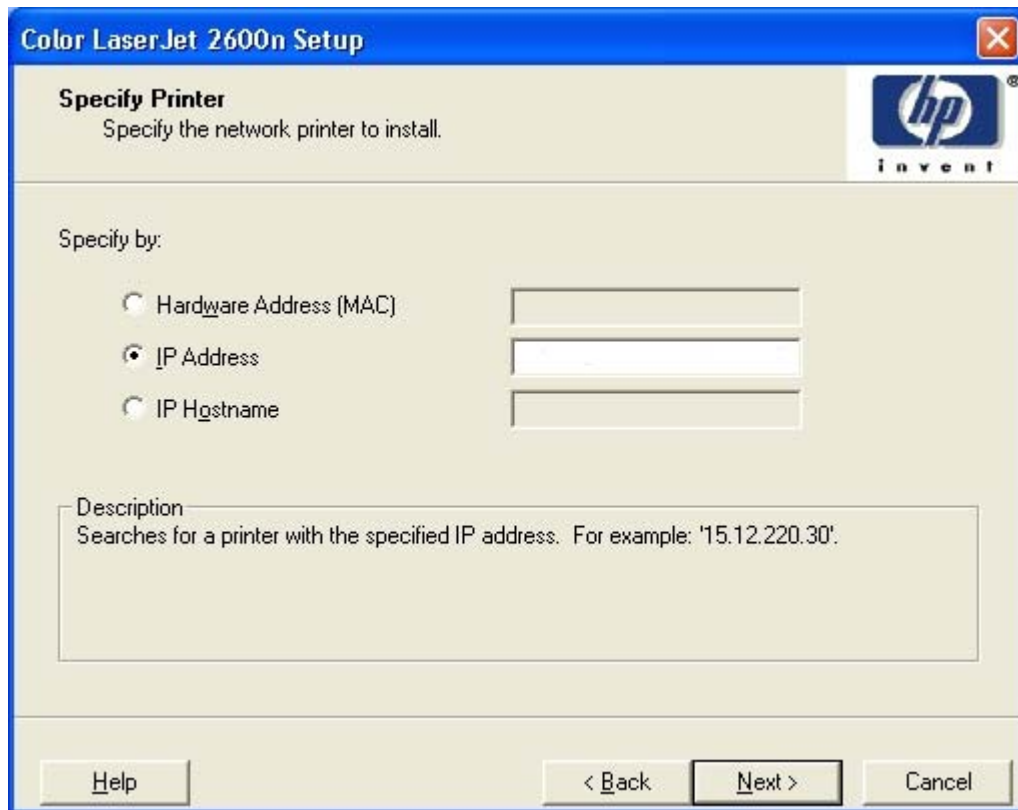 Color LaserJet 2600n Setup
Specify Printer
Specify the network printer to install.
hp
®
invent
Specify by:
Hardware Address (MAC)
IP Address
IP Hostname
Description
Searches for a printer with the specified IP address.  For example: '15.12.220.30'.
Help
< Back
Next >
Cancel